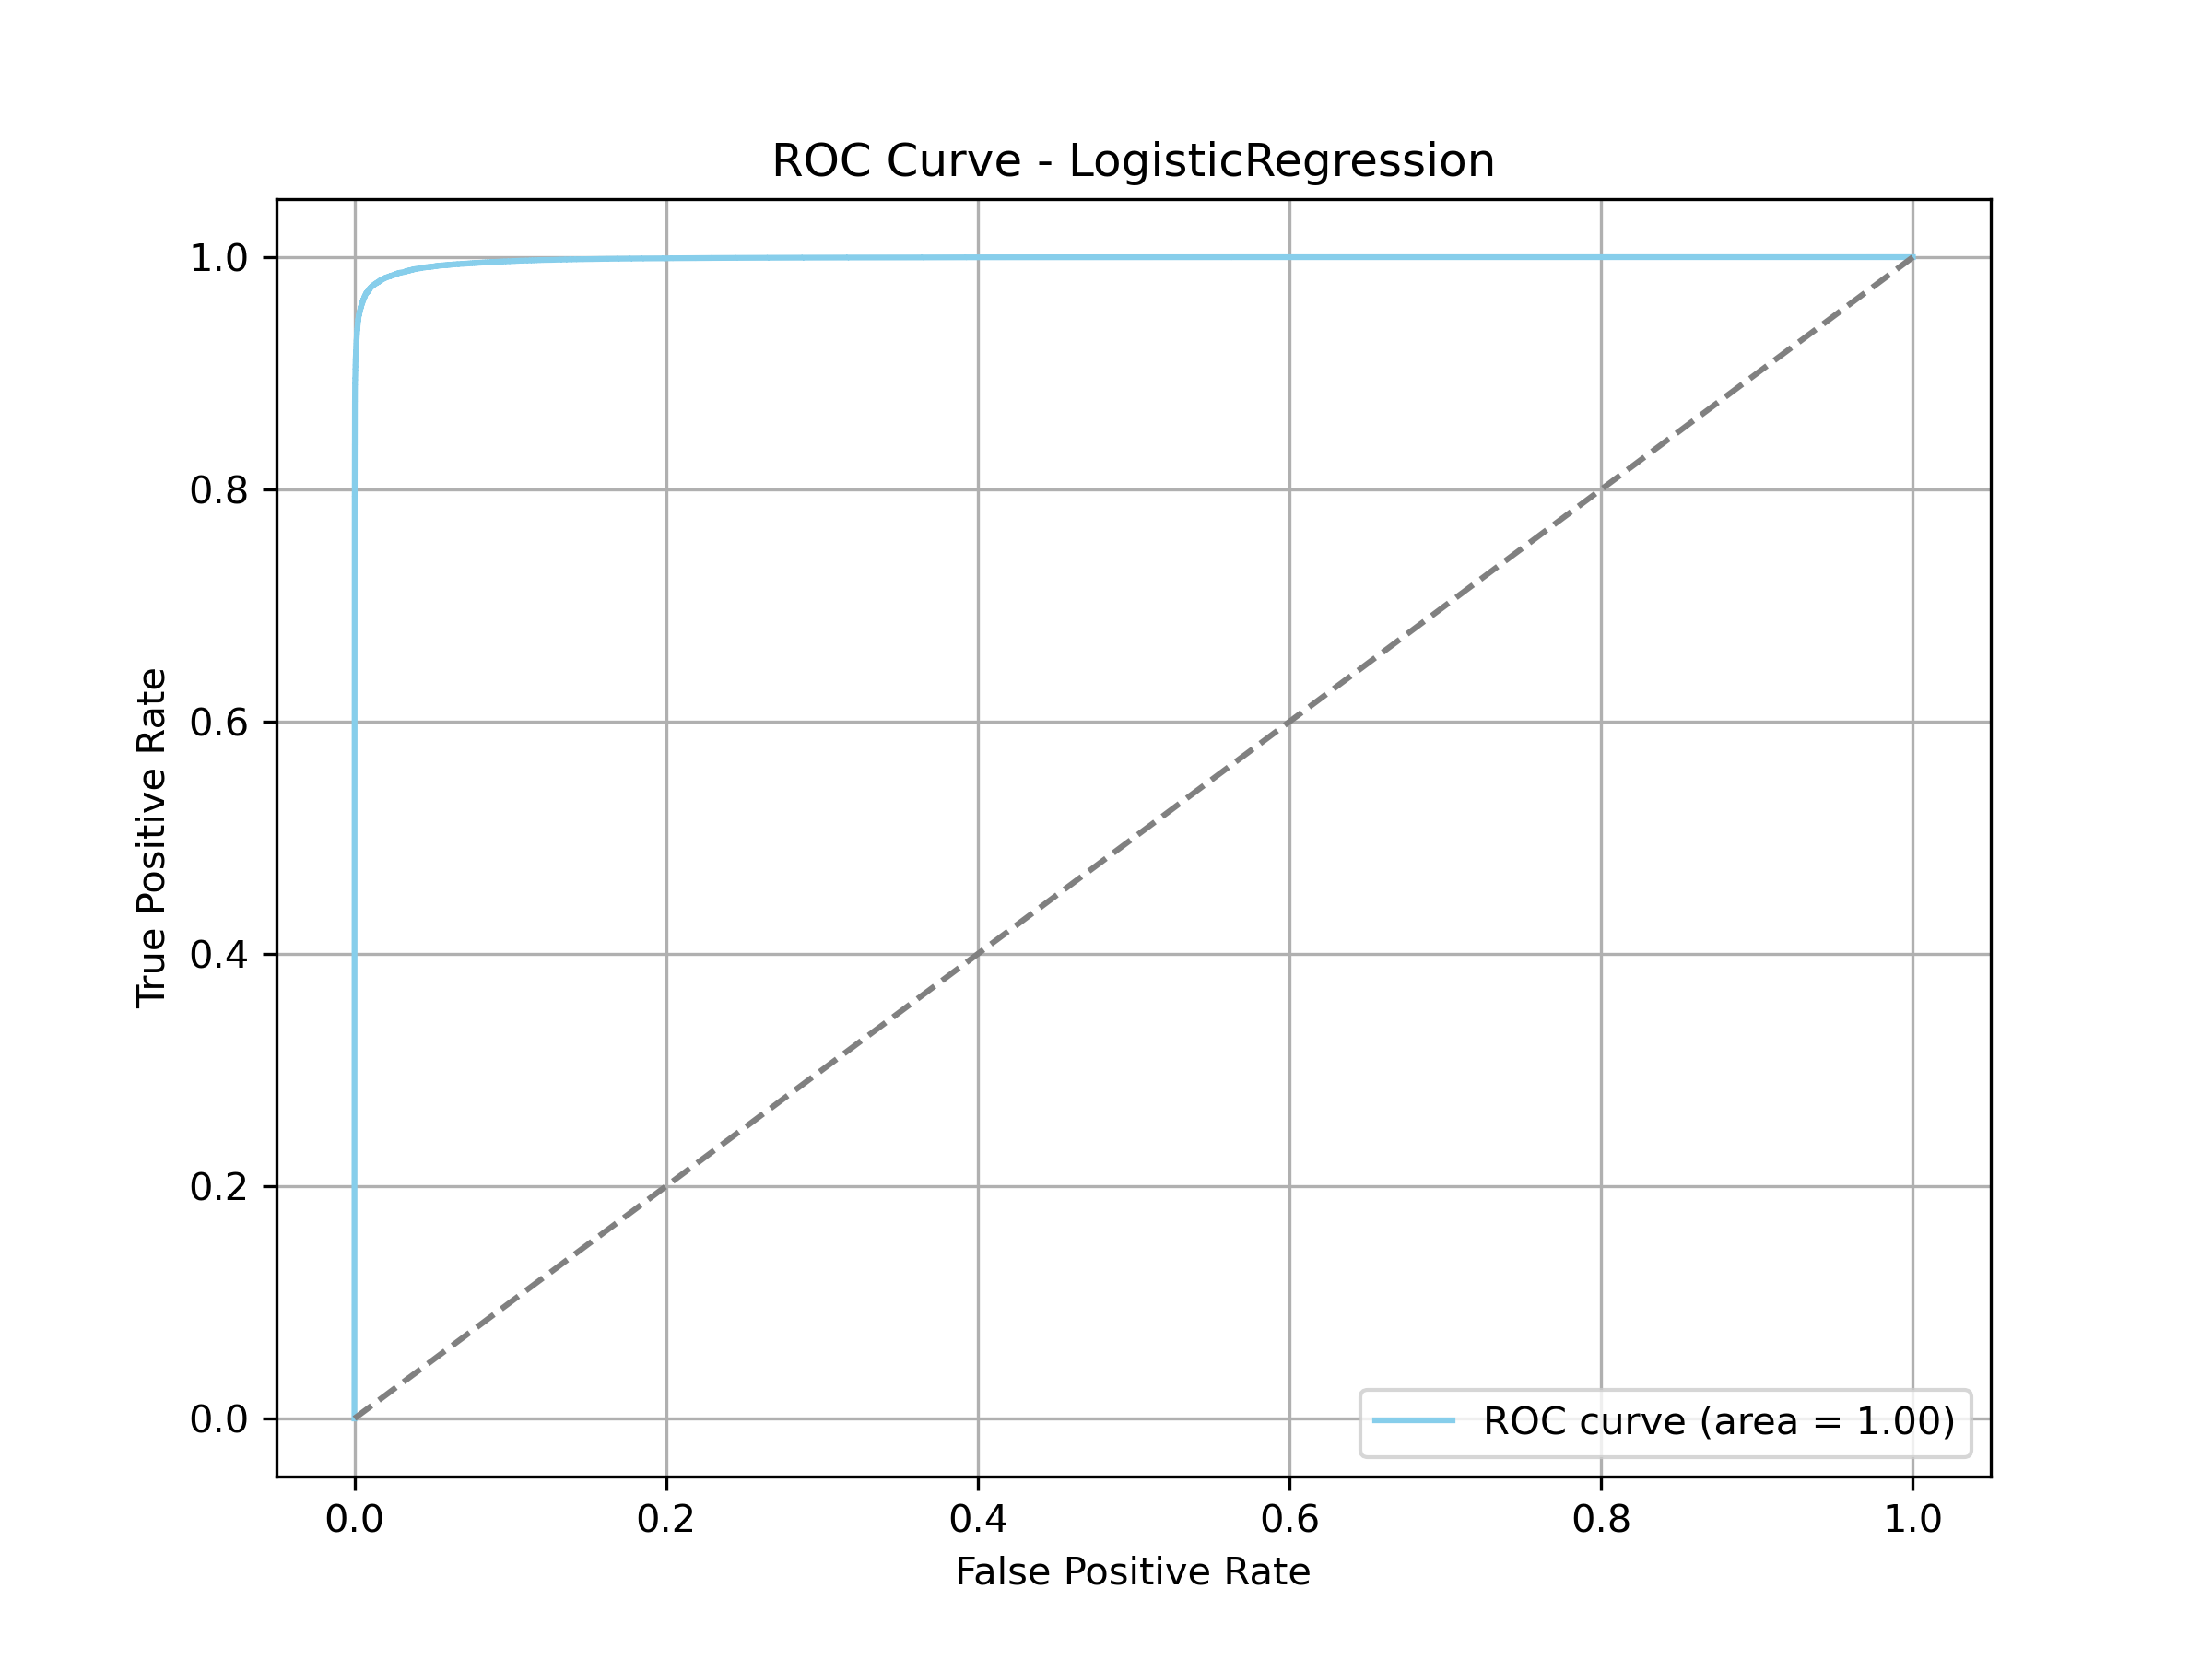 ROC Curve - LogisticRegression
True Positive Rate
1.0
0.8
0.6
0.4
0.2
0.0
ROC curve (area = 1.00)
0.0 0.2 0.4 0.6 0.8 1.0
False Positive Rate